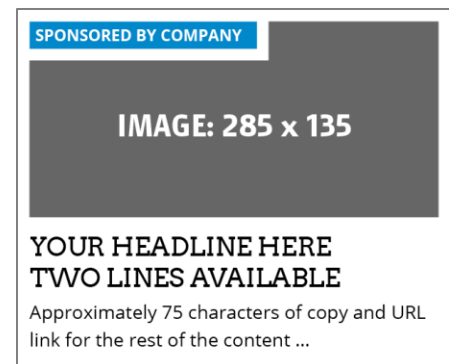 SPONSORED BY COMPANY
IMAGE: 285 x 135
YOUR HEADLINE HERE
TWO LINES AVAILABLE
Approximately 75 characters of copy and URL
link for the rest of the content ...